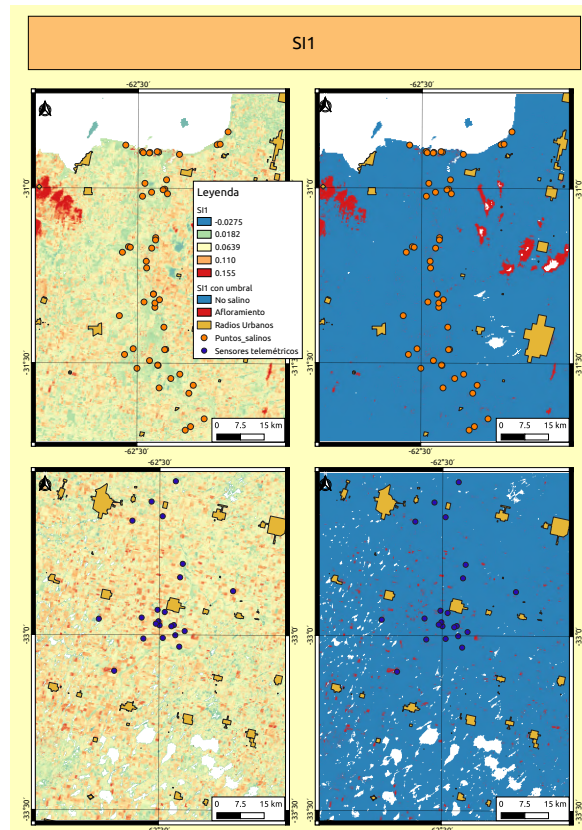 SI1
-62°30'
-62°30'
-31°0'
-31°0'
-31°30'
-31°30'
Leyenda
SI1
-0.0275
0.0182
0.0639
0.110
0.155
SI1 con umbral
No salino
Afloramiento
Radios Urbanos
Puntos_salinos
Sensores telemétricos
0 7.5 15 km
0 7.5 15 km
-62°30'
-62°30'
-62°30'
-62°30'
-33°0'
-33°0'
-33°30'
-33°30'
0 7.5 15 km
0 7.5 15 km